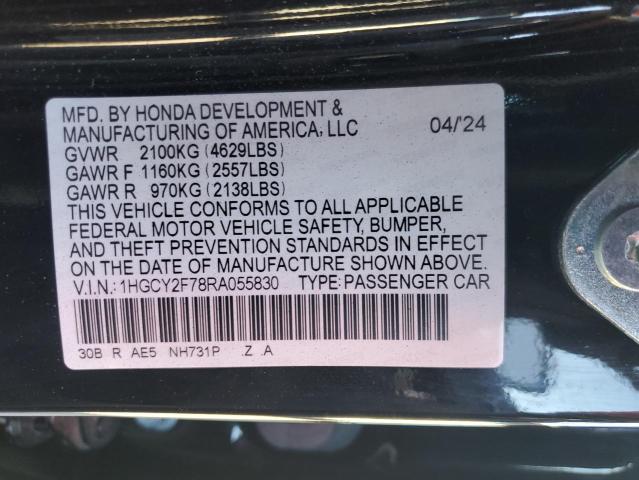 MFD. BY HONDA DEVELOPMENT &
MANUFACTURING OF AMERICA, LLC 04/'24
GVWR 2100KG (4629LBS)
GAWR F 1160KG (2557LBS)
GAWR R 970KG (2138LBS)
THIS VEHICLE CONFORMS TO ALL APPLICABLE
FEDERAL MOTOR VEHICLE SAFETY, BUMPER,
AND THEFT PREVENTION STANDARDS IN EFFECT
ON THE DATE OF MANUFACTURE SHOWN ABOVE.
V.I.N.: 1HGCY2F78RA055830 TYPE: PASSENGER CAR
30B R AE5 NH731P .Z .A